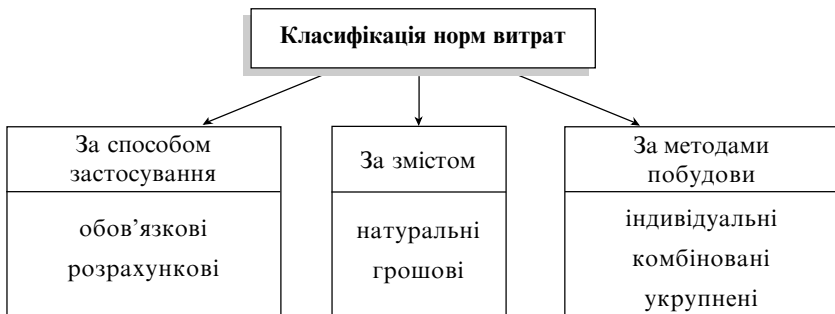 Класифікація норм витрат
За способом
застосування
обов’язкові
розрахункові
За змістом
натуральні
грошові
За методами
побудови
індивідуальні
комбіновані
укрупнені